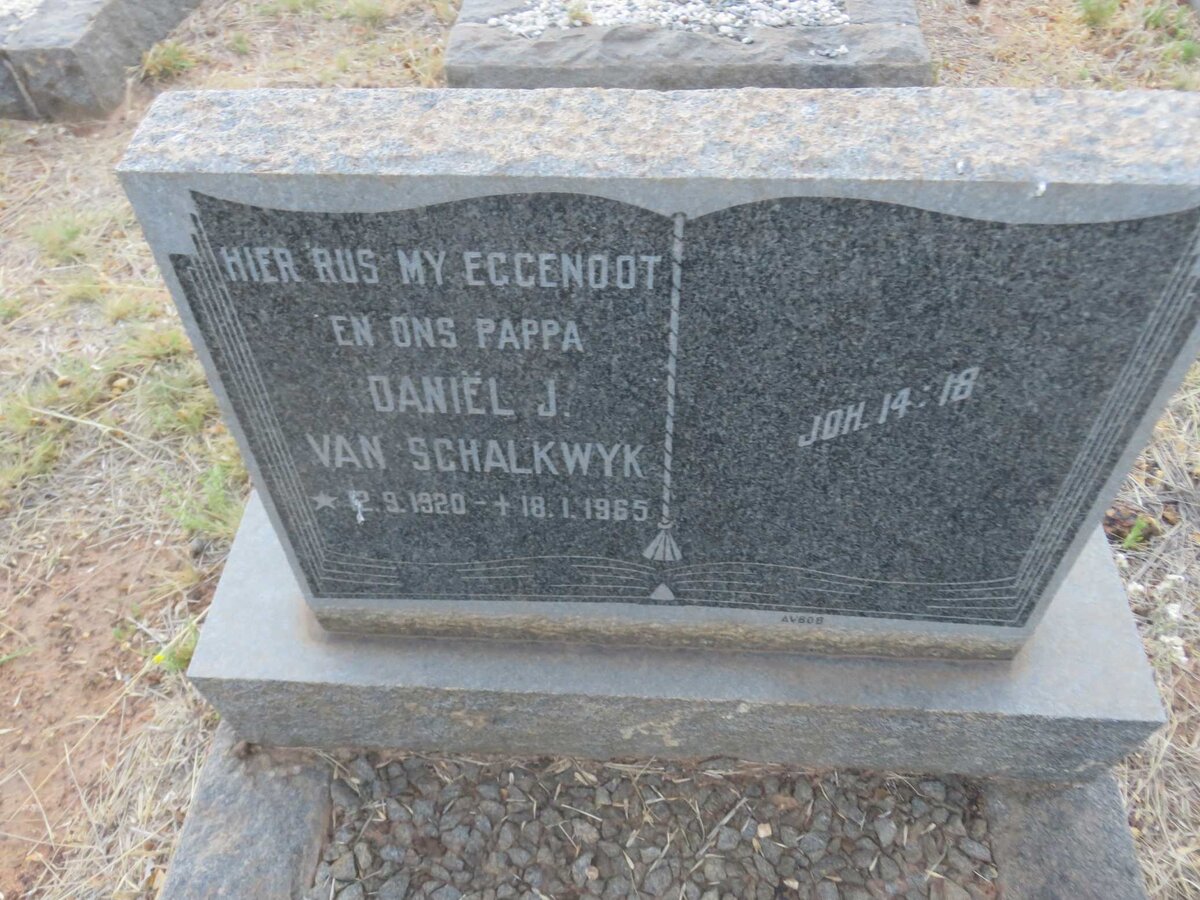 HIER RUS MY EGGENOOT
EN ONS PAPPA
DANIËL J.
VAN SCHALKWYK
★ 12.9.1920 - ✝ 18.1.1965
JOH. 14:18
AVBOB